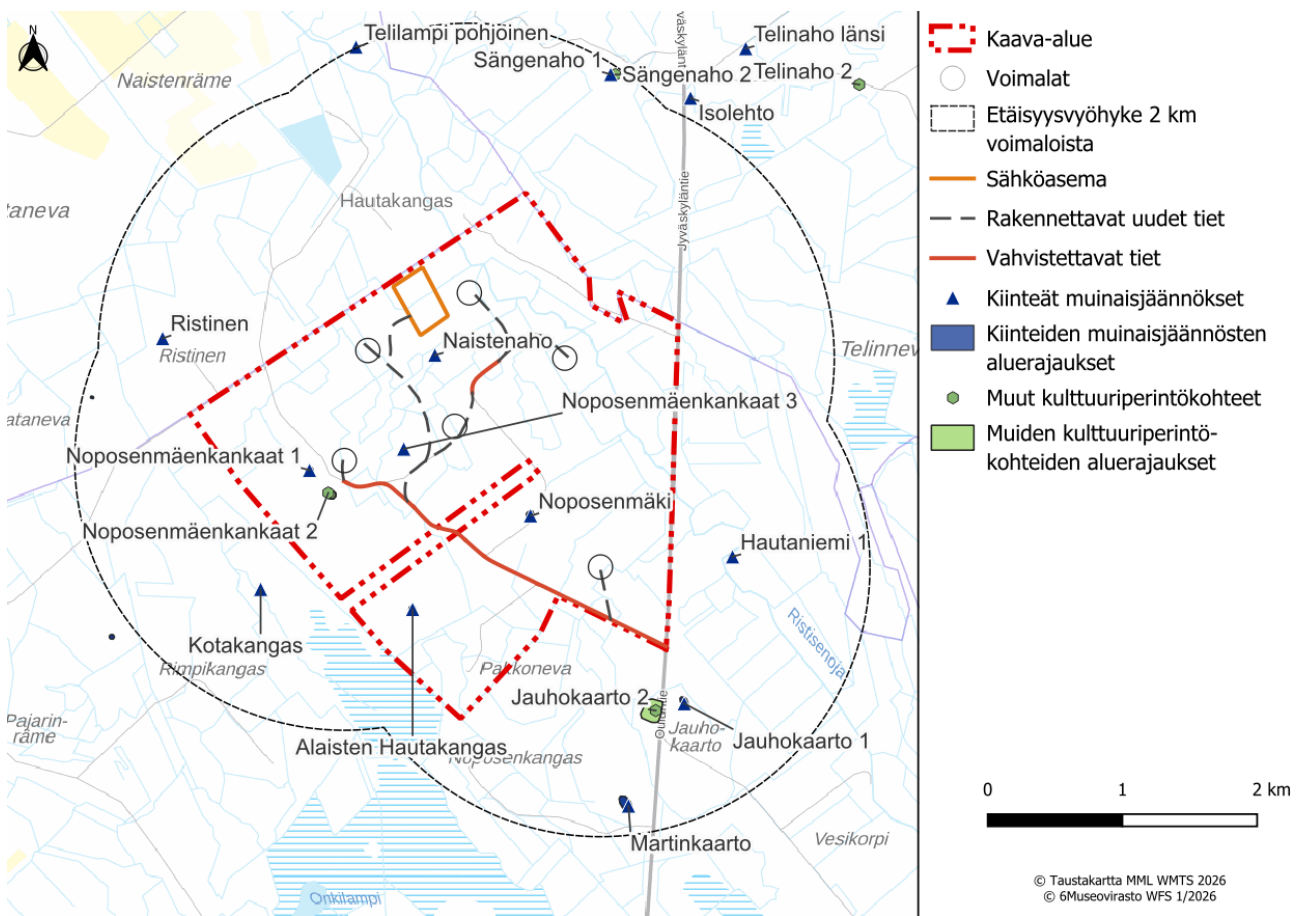 N
Telilampi pohjoinen
Naistenräme
Sängenaho 1
Sängenaho 2
Telinaho länsi
Telinaho 2
Isolehto
Jyväskyläntie
Hautakangas
Ristinen
Ristinen
Naistenaho
Telinnev
ataneva
Noposenmäenkankaat 3
Noposenmäenkankaat 1
Noposenmäenkankaat 2
Noposenmäki
Hautaniemi 1
Kotakangas
Rimpikangas
Ristisenoja
Pakkoneva
Pajarin-
räme
Jauhokaarto 2
Oulaintie
Jauho-
kaarto
Jauhokaarto 1
Alaisten Hautakangas
Noposenkangas
Martinkaarto
Vesikorpi
Onkilampi
Kaava-alue
Voimalat
Etäisyysvyöhyke 2 km
voimaloista
Sähköasema
Rakennettavat uudet tiet
Vahvistettavat tiet
Kiinteät muinaisjäännökset
Kiinteiden muinaisjäännösten
aluerajaukset
Muut kulttuuriperintökohteet
Muiden kulttuuriperintö-
kohteiden aluerajaukset
0 1 2 km
© Taustakartta MML WMTS 2026
© 6Museovirasto WFS 1/2026